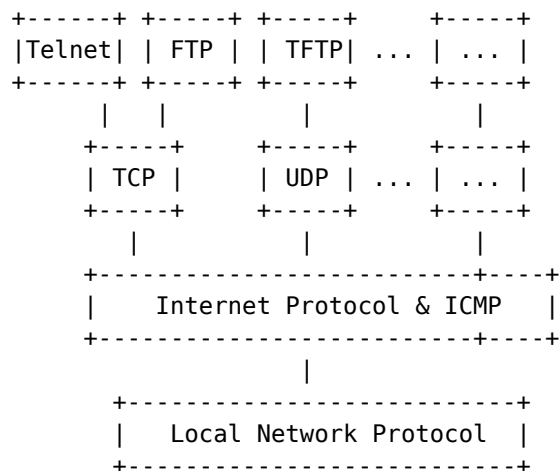 Telnet FTP TFTP ... ...
TCP UDP ... ...
Internet Protocol & ICMP
Local Network Protocol